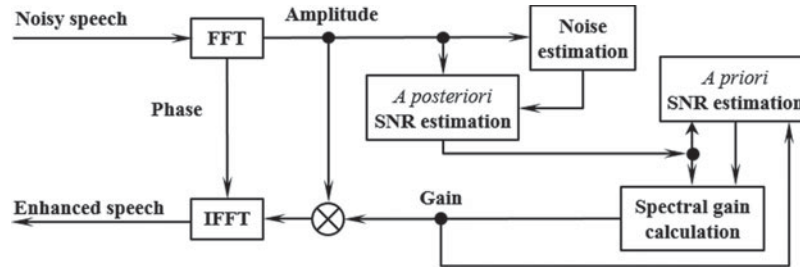 Noisy speech
FFT
Amplitude
Noise
estimation
Phase
A posteriori
SNR estimation
A priori
SNR estimation
Enhanced speech
IFFT
Gain
Spectral gain
calculation